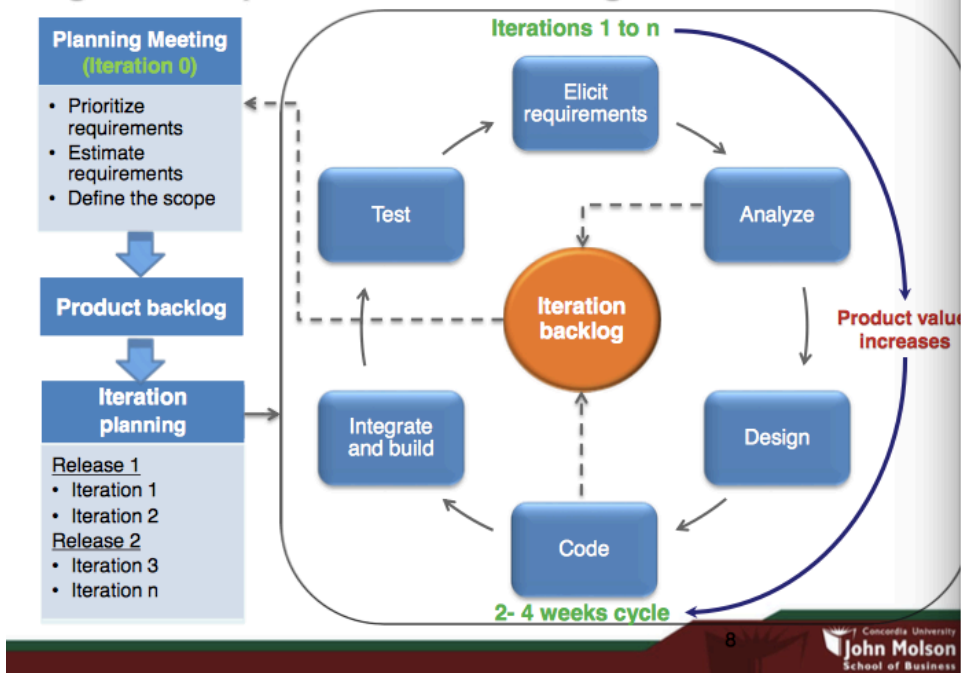 Planning Meeting
(Iteration 0)
• Prioritize
requirements
• Estimate
requirements
• Define the scope
Product backlog
Iteration
planning
Release 1
• Iteration 1
• Iteration 2
Release 2
• Iteration 3
• Iteration n
Iterations 1 to n
Elicit
requirements
Analyze
Design
Code
Integrate
and build
Test
Iteration
backlog
Product value
increases
2- 4 weeks cycle
8
Concordia University
John Molson
School of Business